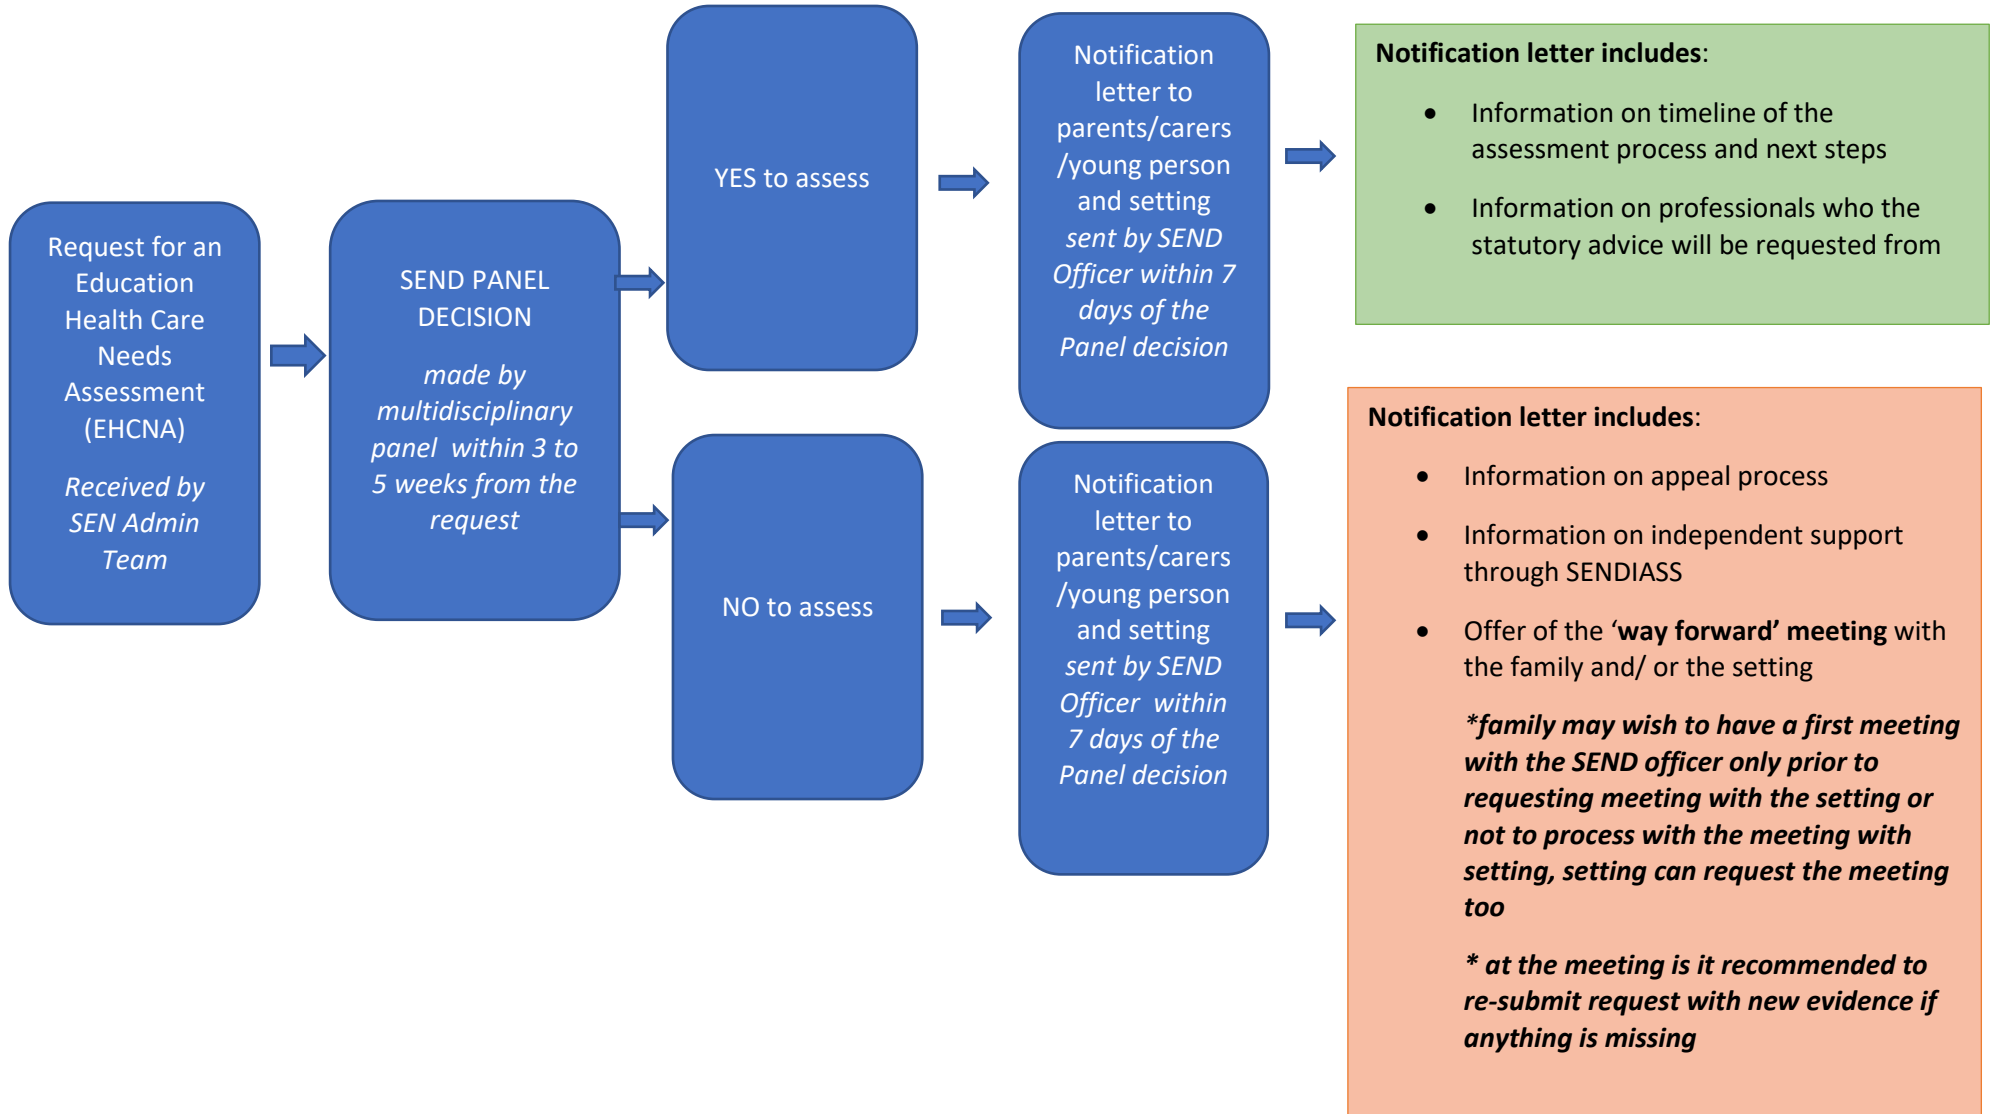 Request for an
Education
Health Care
Needs
Assessment
(EHCNA)
Received by
SEN Admin
Team
SEND PANEL
DECISION
made by
multidisciplinary
panel  within 3 to
5 weeks from the
request
YES to assess
Notification
letter to
parents/carers
/young person
and setting
sent by SEND
Officer within 7
days of the
Panel decision
Notification letter includes:
• Information on timeline of the
assessment process and next steps
• Information on professionals who the
statutory advice will be requested from
NO to assess
Notification
letter to
parents/carers
/young person
and setting
sent by SEND
Officer  within
7 days of the
Panel decision
Notification letter includes:
• Information on appeal process
• Information on independent support
through SENDIASS
• Offer of the ‘way forward’ meeting with
the family and/ or the setting
*family may wish to have a first meeting
with the SEND officer only prior to
requesting meeting with the setting or
not to process with the meeting with
setting, setting can request the meeting
too
* at the meeting is it recommended to
re-submit request with new evidence if
anything is missing